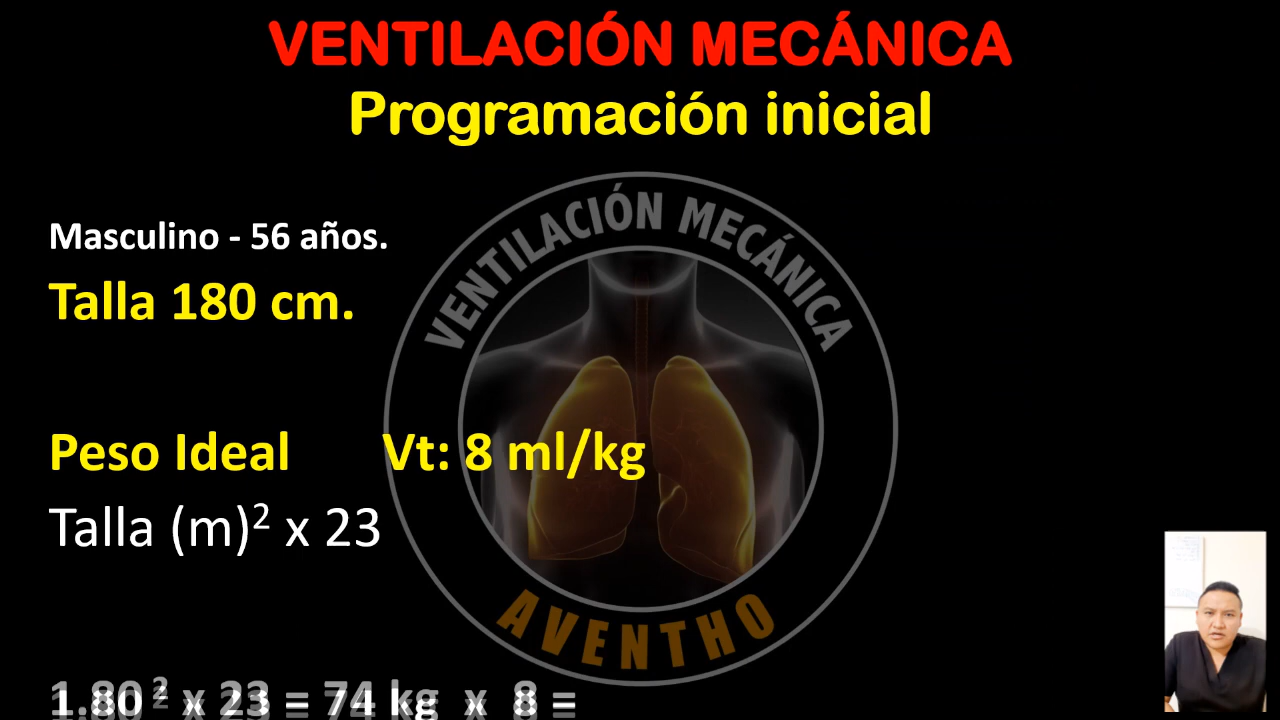 VENTILACIÓN MECÁNICA
Programación inicial
VENTILACIÓN MECÁNICA
Masculino - 56 años.
Talla 180 cm.
Peso Ideal Vt: 8 ml/kg
Talla (m)² x 23
AVENTHO
1.80 ² x 23 = 74 kg x 8 =